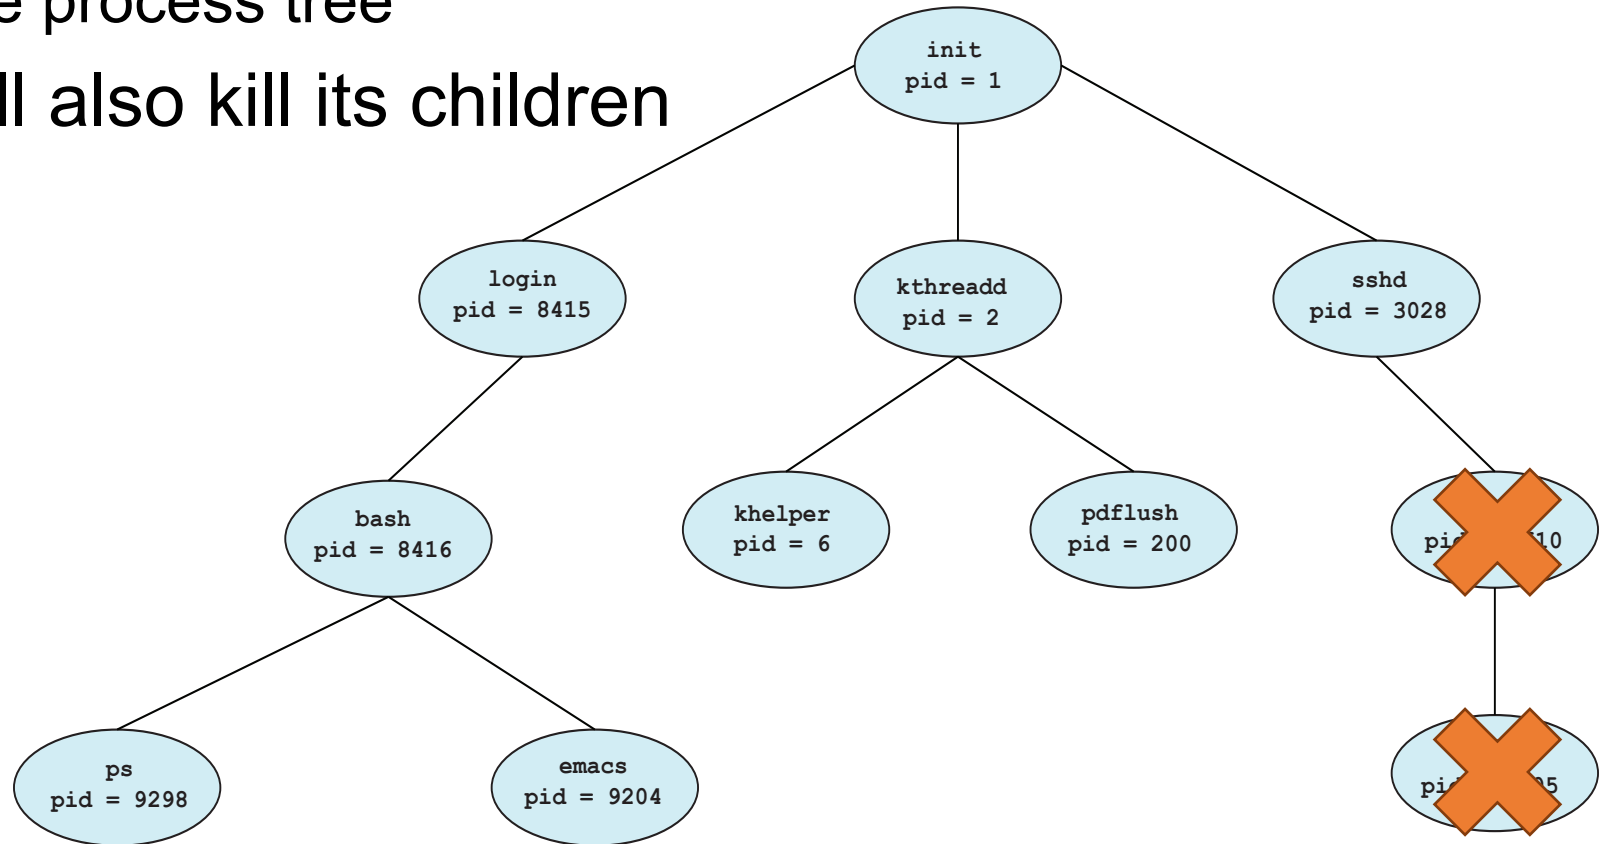 e process tree
ll also kill its children
init
pid = 1
login
pid = 8415
kthreadd
pid = 2
sshd
pid = 3028
bash
pid = 8416
khelper
pid = 6
pdflush
pid = 200
ps
pid = 9298
emacs
pid = 9204